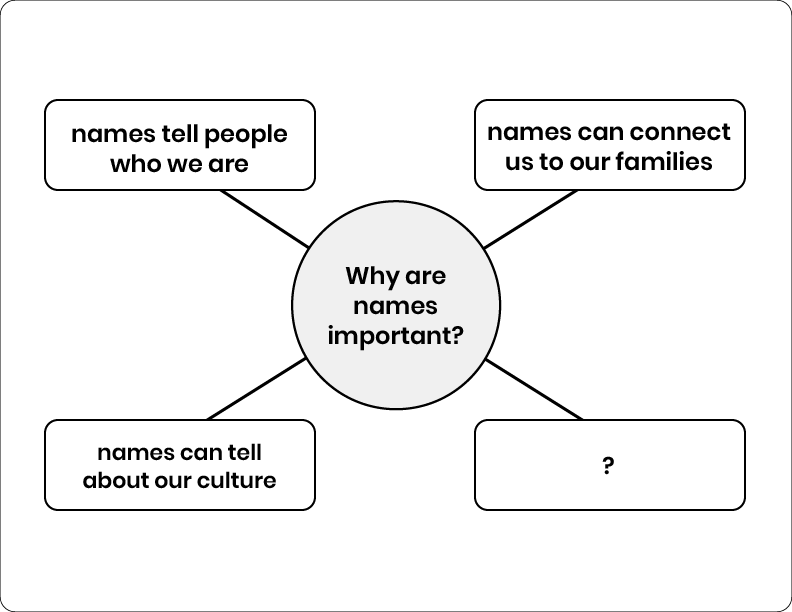 names tell people
who we are
names can connect
us to our families
Why are
names
important?
names can tell
about our culture
?